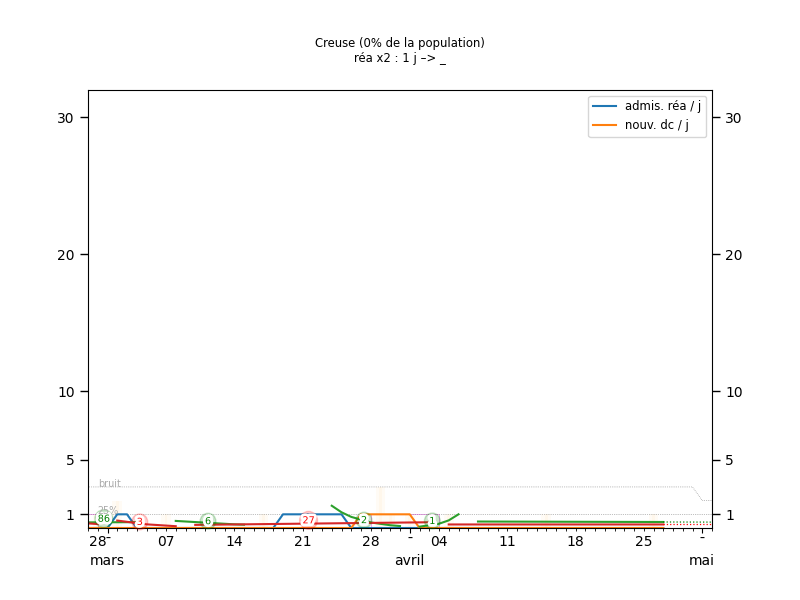 Creuse (0% de la population)
réa x2 : 1 j –> _
admis. réa / j
nouv. dc / j
30 30
20 20
10 10
5 5
bruit
25%
1 86 3 6 27 2 1 1
28 - 07 14 21 28 - 04 11 18 25 -
mars avril mai